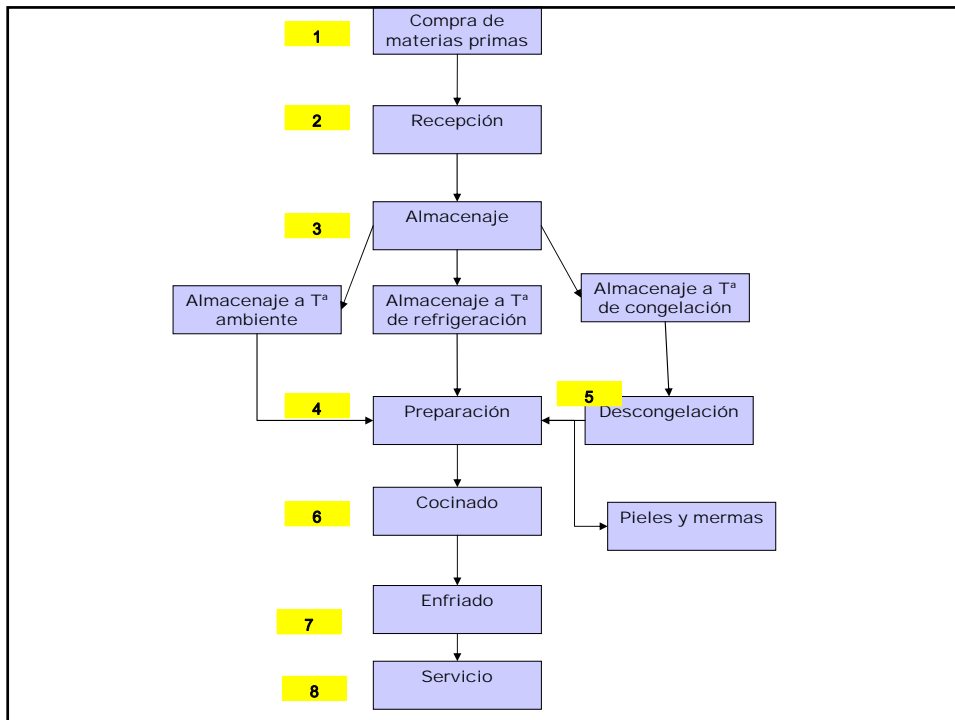 1
Compra de
materias primas
2
Recepción
3
Almacenaje
Almacenaje a Tª
ambiente
Almacenaje a Tª
de refrigeración
Almacenaje a Tª
de congelación
4
Preparación
5
Descongelación
6
Cocinado
Pieles y mermas
7
Enfriado
8
Servicio